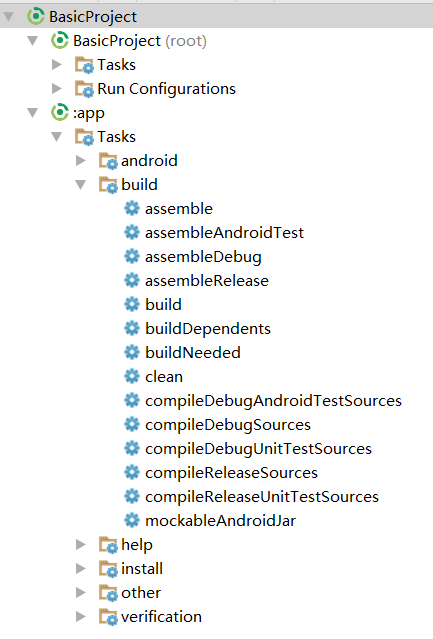 BasicProject
BasicProject (root)
Tasks
Run Configurations
:app
Tasks
android
build
assemble
assembleAndroidTest
assembleDebug
assembleRelease
build
buildDependents
buildNeeded
clean
compileDebugAndroidTestSources
compileDebugSources
compileDebugUnitTestSources
compileReleaseSources
compileReleaseUnitTestSources
mockableAndroidJar
help
install
other
verification